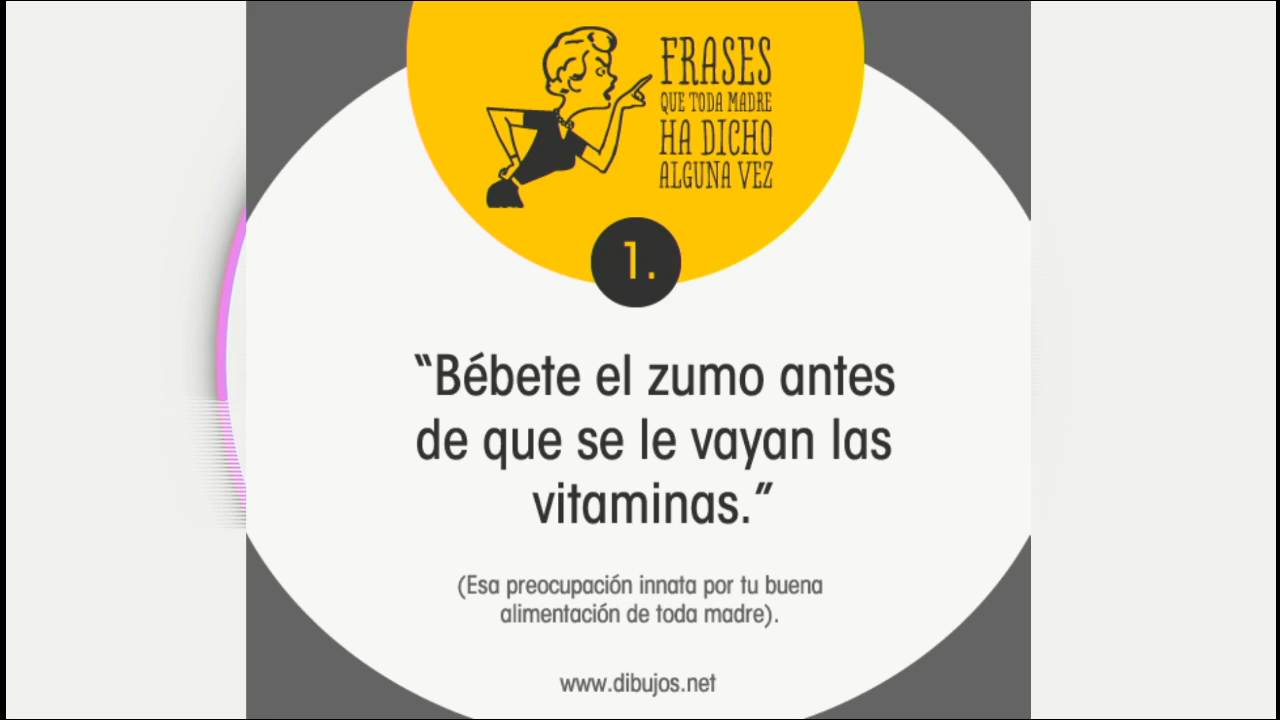 FRASES
QUE TODA MADRE
HA DICHO
ALGUNA VEZ
1.
“Bébete el zumo antes
de que se le vayan las
vitaminas.”
(Esa preocupación innata por tu buena
alimentación de toda madre).
www.dibujos.net